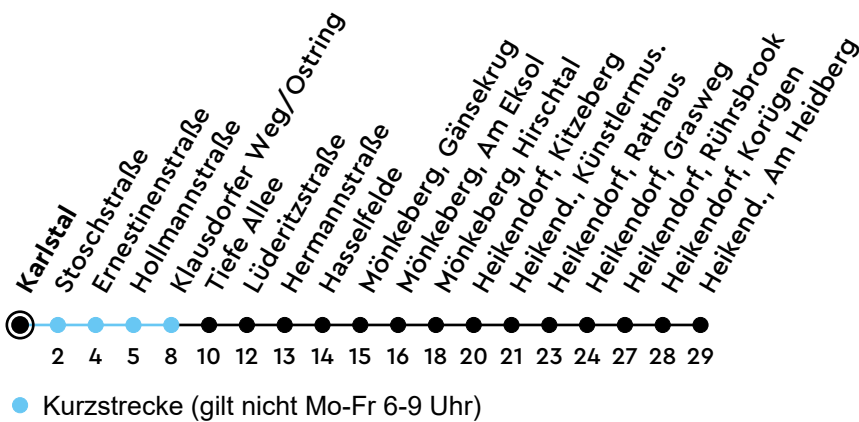 Karlstal
Stoschstraße
Ernestinenstraße
Hollmannstraße
Klausdorfer Weg/Ostring
Tiefe Allee
Lüderitzstraße
Hermannstraße
Hasselfelde
Mönkeberg, Gänsekrug
Mönkeberg, Am Eksol
Mönkeberg, Hirschtal
Heikendorf, Kitzeberg
Heikend., Künstlermus.
Heikendorf, Rathaus
Heikendorf, Grasweg
Heikendorf, Rührsbrook
Heikendorf, Korügen
Heikend., Am Heidberg
2 4 5 8 10 12 13 14 15 16 18 20 21 23 24 27 28 29
Kurzstrecke (gilt nicht Mo-Fr 6-9 Uhr)